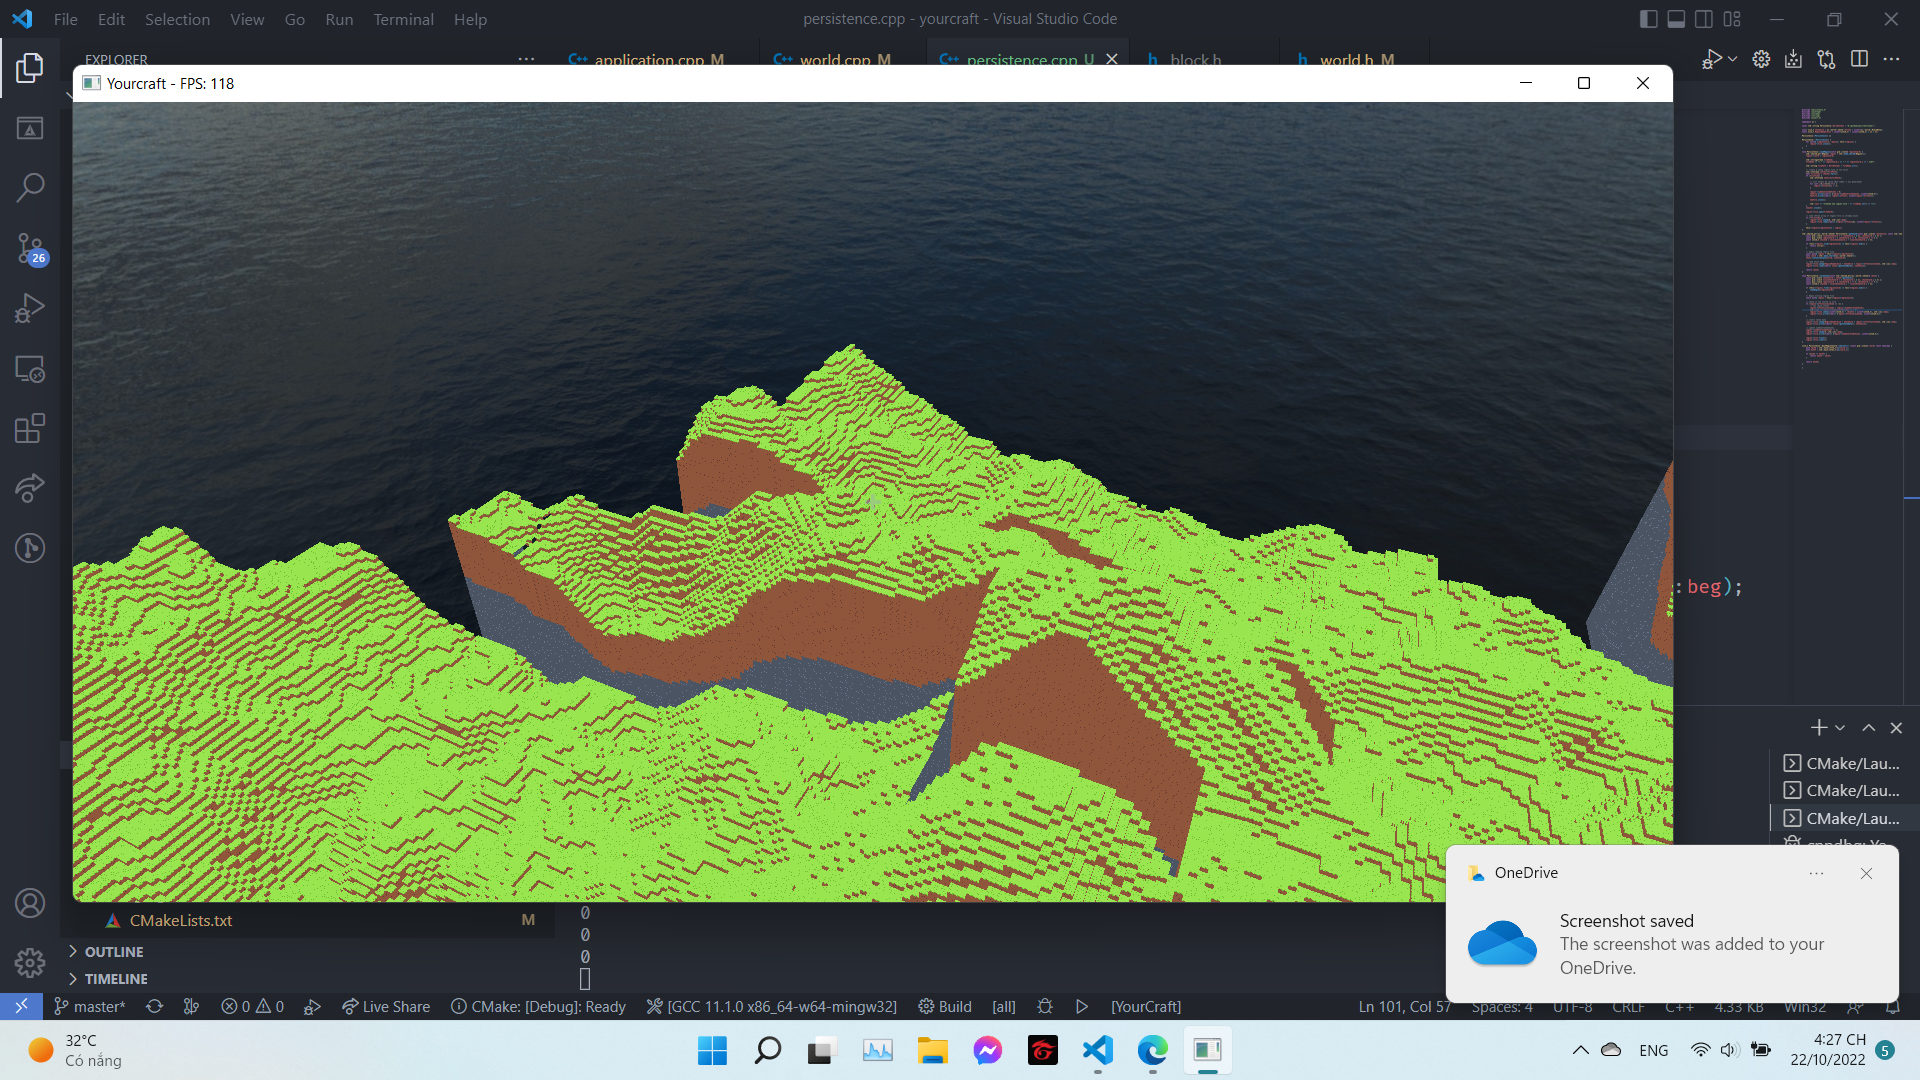 File Edit Selection View Go Run Terminal Help
persistence.cpp - yourcraft - Visual Studio Code
EXPLORER
application.cpp M
world.cpp M
persistence.cpp U
block.h
world.h M
Yourcraft - FPS: 118
26
:beg);
CMake/Lau...
CMake/Lau...
CMake/Lau...
OneDrive
Screenshot saved
The screenshot was added to your
OneDrive.
CMakeLists.txt M
0
0
0
OUTLINE
TIMELINE
master* 0 0 Live Share CMake: [Debug]: Ready [GCC 11.1.0 x86_64-w64-mingw32] Build [all] [YourCraft] Ln 101, Col 57 Spaces: 4 UTF-8 CRLF C++ 4.33 KB Win32
32°C
Có nắng
ENG
4:27 CH
22/10/2022
5